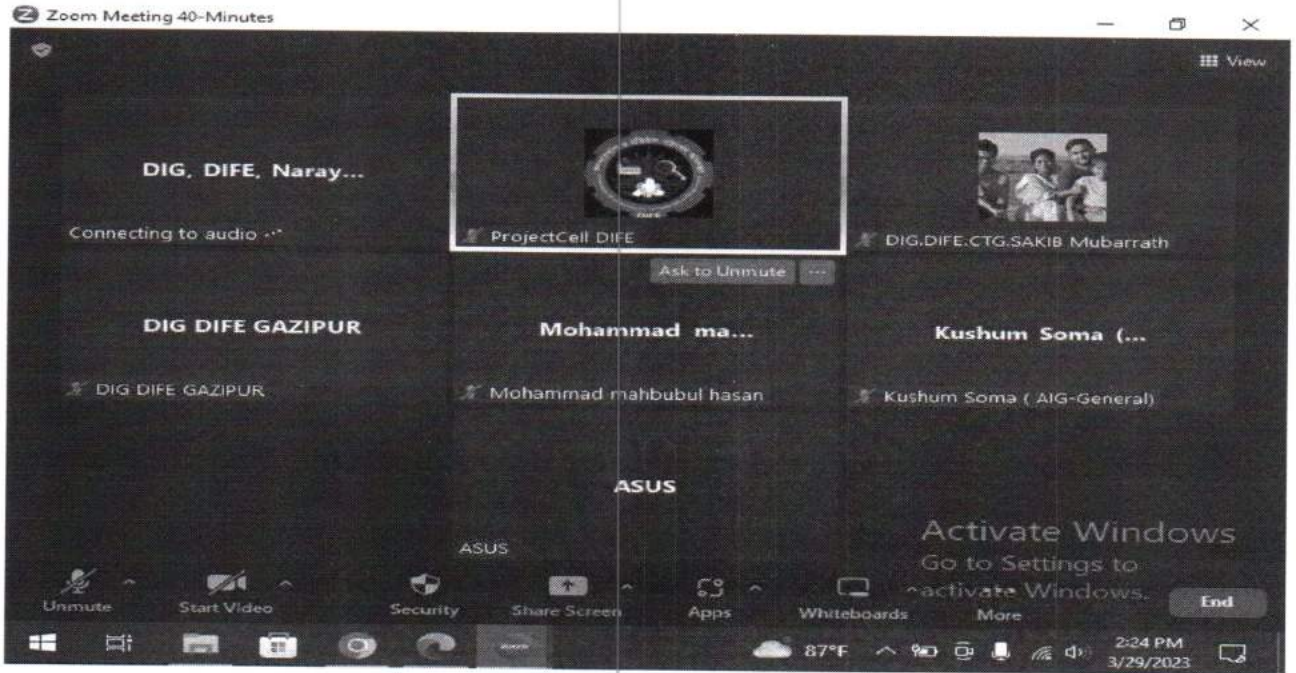 Zoom Meeting 40-Minutes
View
DIG, DIFE, Naray...
Connecting to audio
DIFE
ProjectCell DIFE
DIG.DIFE.CTG.SAKIB Mubarrath
Ask to Unmute ...
DIG DIFE GAZIPUR
Mohammad ma...
Kushum Soma (...
DIG DIFE GAZIPUR
Mohammad mahbubul hasan
Kushum Soma ( AIG-General)
ASUS
ASUS
Activate Windows
Go to Settings to
activate Windows.
Unmute
Start Video
Security
Share Screen
Apps
Whiteboards
More
End
zoom
87°F
2:24 PM
3/29/2023